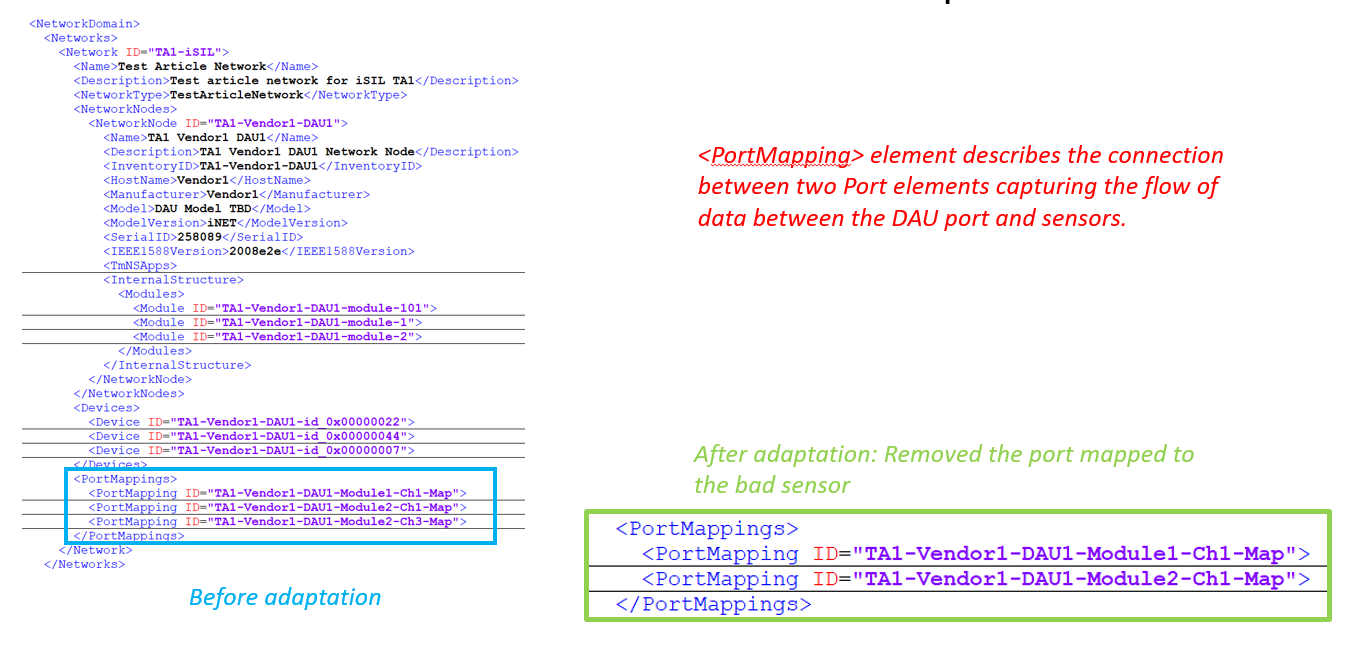 <NetworkDomain>
<Networks>
<Network ID="TA1-iSIL">
<Name>Test Article Network</Name>
<Description>Test article network for iSIL TA1</Description>
<NetworkType>TestArticleNetwork</NetworkType>
<NetworkNodes>
<NetworkNode ID="TA1-Vendor1-DAU1">
<Name>TA1 Vendor1 DAU1</Name>
<Description>TA1 Vendor1 DAU1 Network Node</Description>
<InventoryID>TA1-Vendor1-DAU1</InventoryID>
<HostName>Vendor1</HostName>
<Manufacturer>Vendor1</Manufacturer>
<Model>DAU Model TBD</Model>
<ModelVersion>iNET</ModelVersion>
<SerialID>258089</SerialID>
<IEEE1588Version>2008e2e</IEEE1588Version>
<TmNSApps>
<InternalStructure>
<Modules>
<Module ID="TA1-Vendor1-DAU1-module-101">
<Module ID="TA1-Vendor1-DAU1-module-1">
<Module ID="TA1-Vendor1-DAU1-module-2">
</Modules>
</InternalStructure>
</NetworkNode>
</NetworkNodes>
<Devices>
<Device ID="TA1-Vendor1-DAU1-id_0x00000022">
<Device ID="TA1-Vendor1-DAU1-id_0x00000044">
<Device ID="TA1-Vendor1-DAU1-id_0x00000007">
</Devices>
<PortMappings>
<PortMapping ID="TA1-Vendor1-DAU1-Module1-Ch1-Map">
<PortMapping ID="TA1-Vendor1-DAU1-Module2-Ch1-Map">
<PortMapping ID="TA1-Vendor1-DAU1-Module2-Ch3-Map">
</PortMappings>
</Network>
</Networks>
Before adaptation
<PortMapping> element describes the connection
between two Port elements capturing the flow of
data between the DAU port and sensors.
After adaptation: Removed the port mapped to
the bad sensor
<PortMappings>
<PortMapping ID="TA1-Vendor1-DAU1-Module1-Ch1-Map">
<PortMapping ID="TA1-Vendor1-DAU1-Module2-Ch1-Map">
</PortMappings>